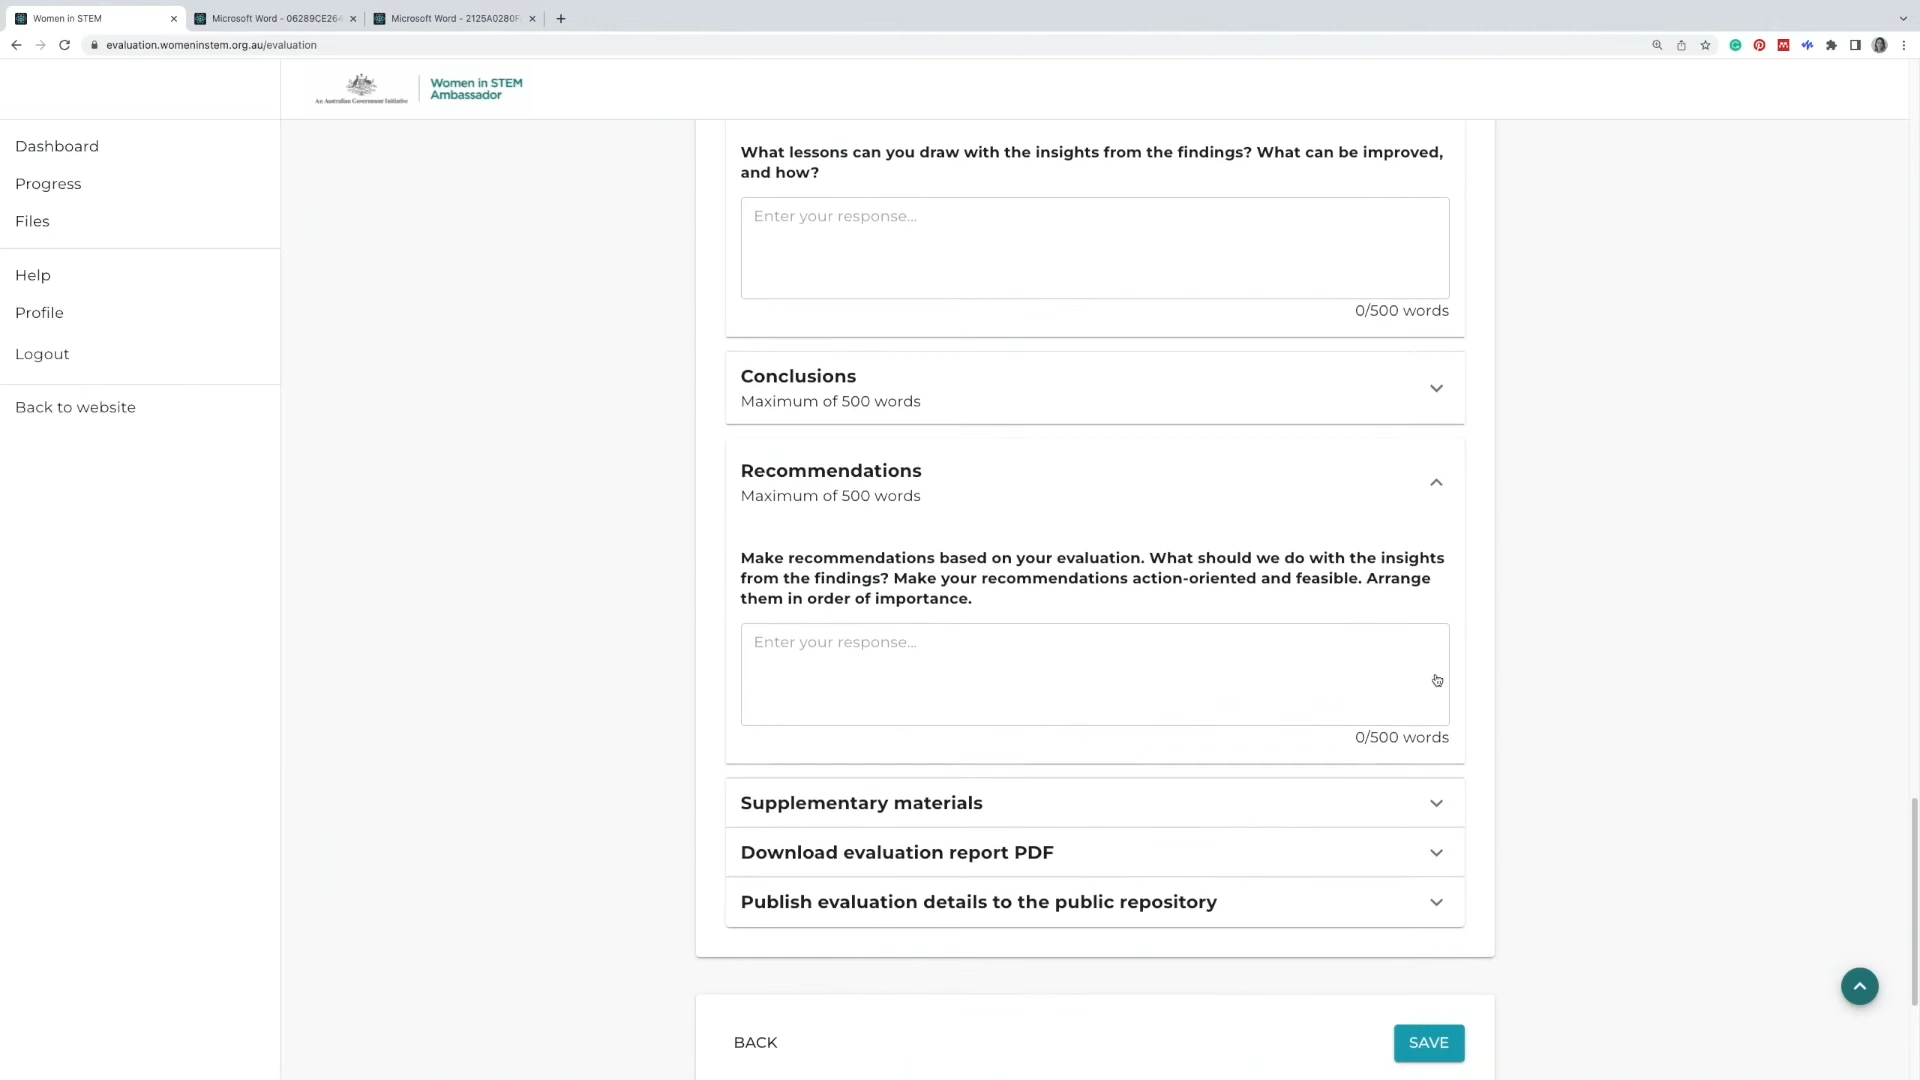 Women in STEM
Microsoft Word - 06289CE264
Microsoft Word - 2125A0280F
evaluation.womeninstem.org.au/evaluation
An Australian Government Initiative
Women in STEM
Ambassador
Dashboard
Progress
Files
Help
Profile
Logout
Back to website
What lessons can you draw with the insights from the findings? What can be improved,
and how?
Enter your response...
0/500 words
Conclusions
Maximum of 500 words
Recommendations
Maximum of 500 words
Make recommendations based on your evaluation. What should we do with the insights
from the findings? Make your recommendations action-oriented and feasible. Arrange
them in order of importance.
Enter your response...
0/500 words
Supplementary materials
Download evaluation report PDF
Publish evaluation details to the public repository
BACK
SAVE